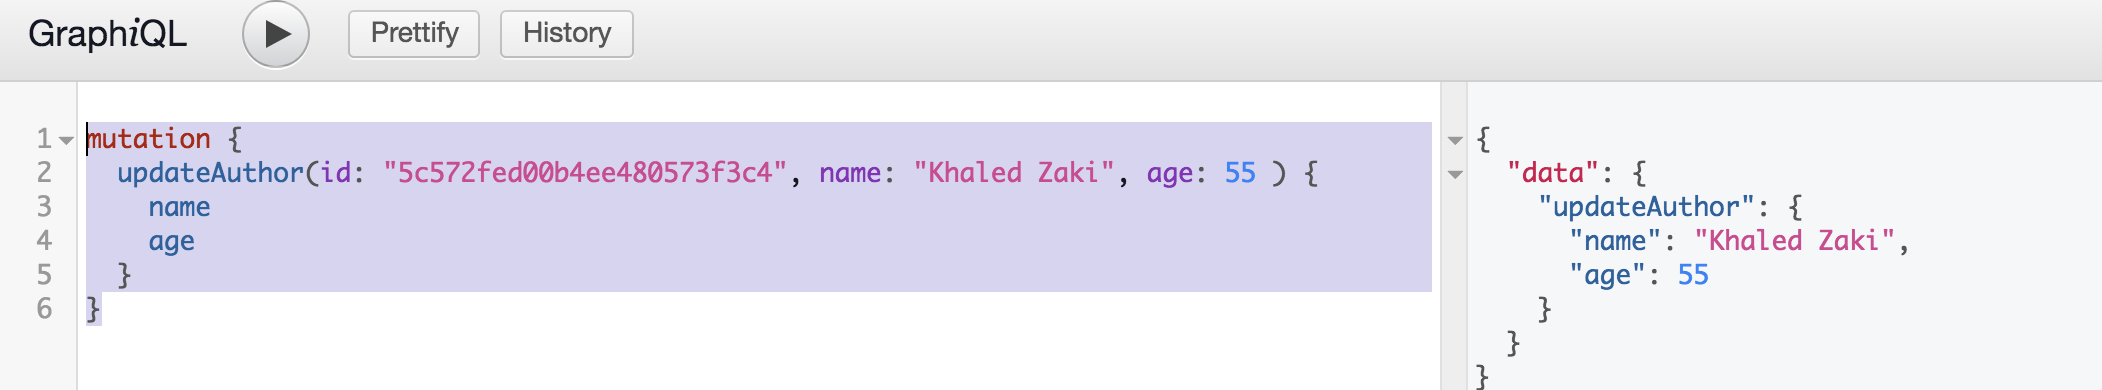 GraphiQL Prettify History
1 mutation {
2 updateAuthor(id: "5c572fed00b4ee480573f3c4", name: "Khaled Zaki", age: 55 ) {
3 name
4 age
5 }
6 }
{
"data": {
"updateAuthor": {
"name": "Khaled Zaki",
"age": 55
}
}
}